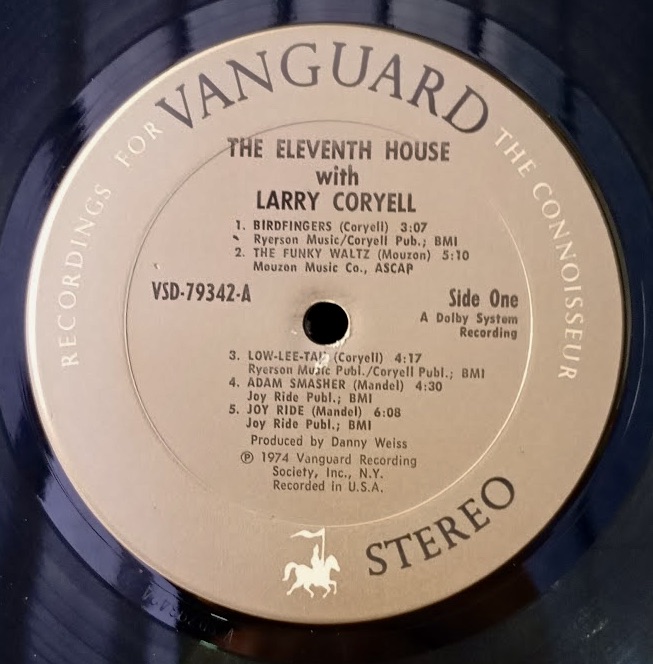 RECORDINGS FOR VANGUARD THE CONNOISSEUR
THE ELEVENTH HOUSE
with
LARRY CORYELL
1. BIRDFINGERS (Coryell) 3:07
Ryerson Music/Coryell Pub.; BMI
2. THE FUNKY WALTZ (Mouzon) 5:10
Mouzon Music Co., ASCAP
VSD-79342-A
Side One
A Dolby System
Recording
3. LOW-LEE-TAH (Coryell) 4:17
Ryerson Music Publ./Coryell Publ.; BMI
4. ADAM SMASHER (Mandel) 4:30
Joy Ride Publ.; BMI
5. JOY RIDE (Mandel) 6:08
Joy Ride Publ.; BMI
Produced by Danny Weiss
℗ 1974 Vanguard Recording
Society, Inc., N.Y.
Recorded in U.S.A.
STEREO